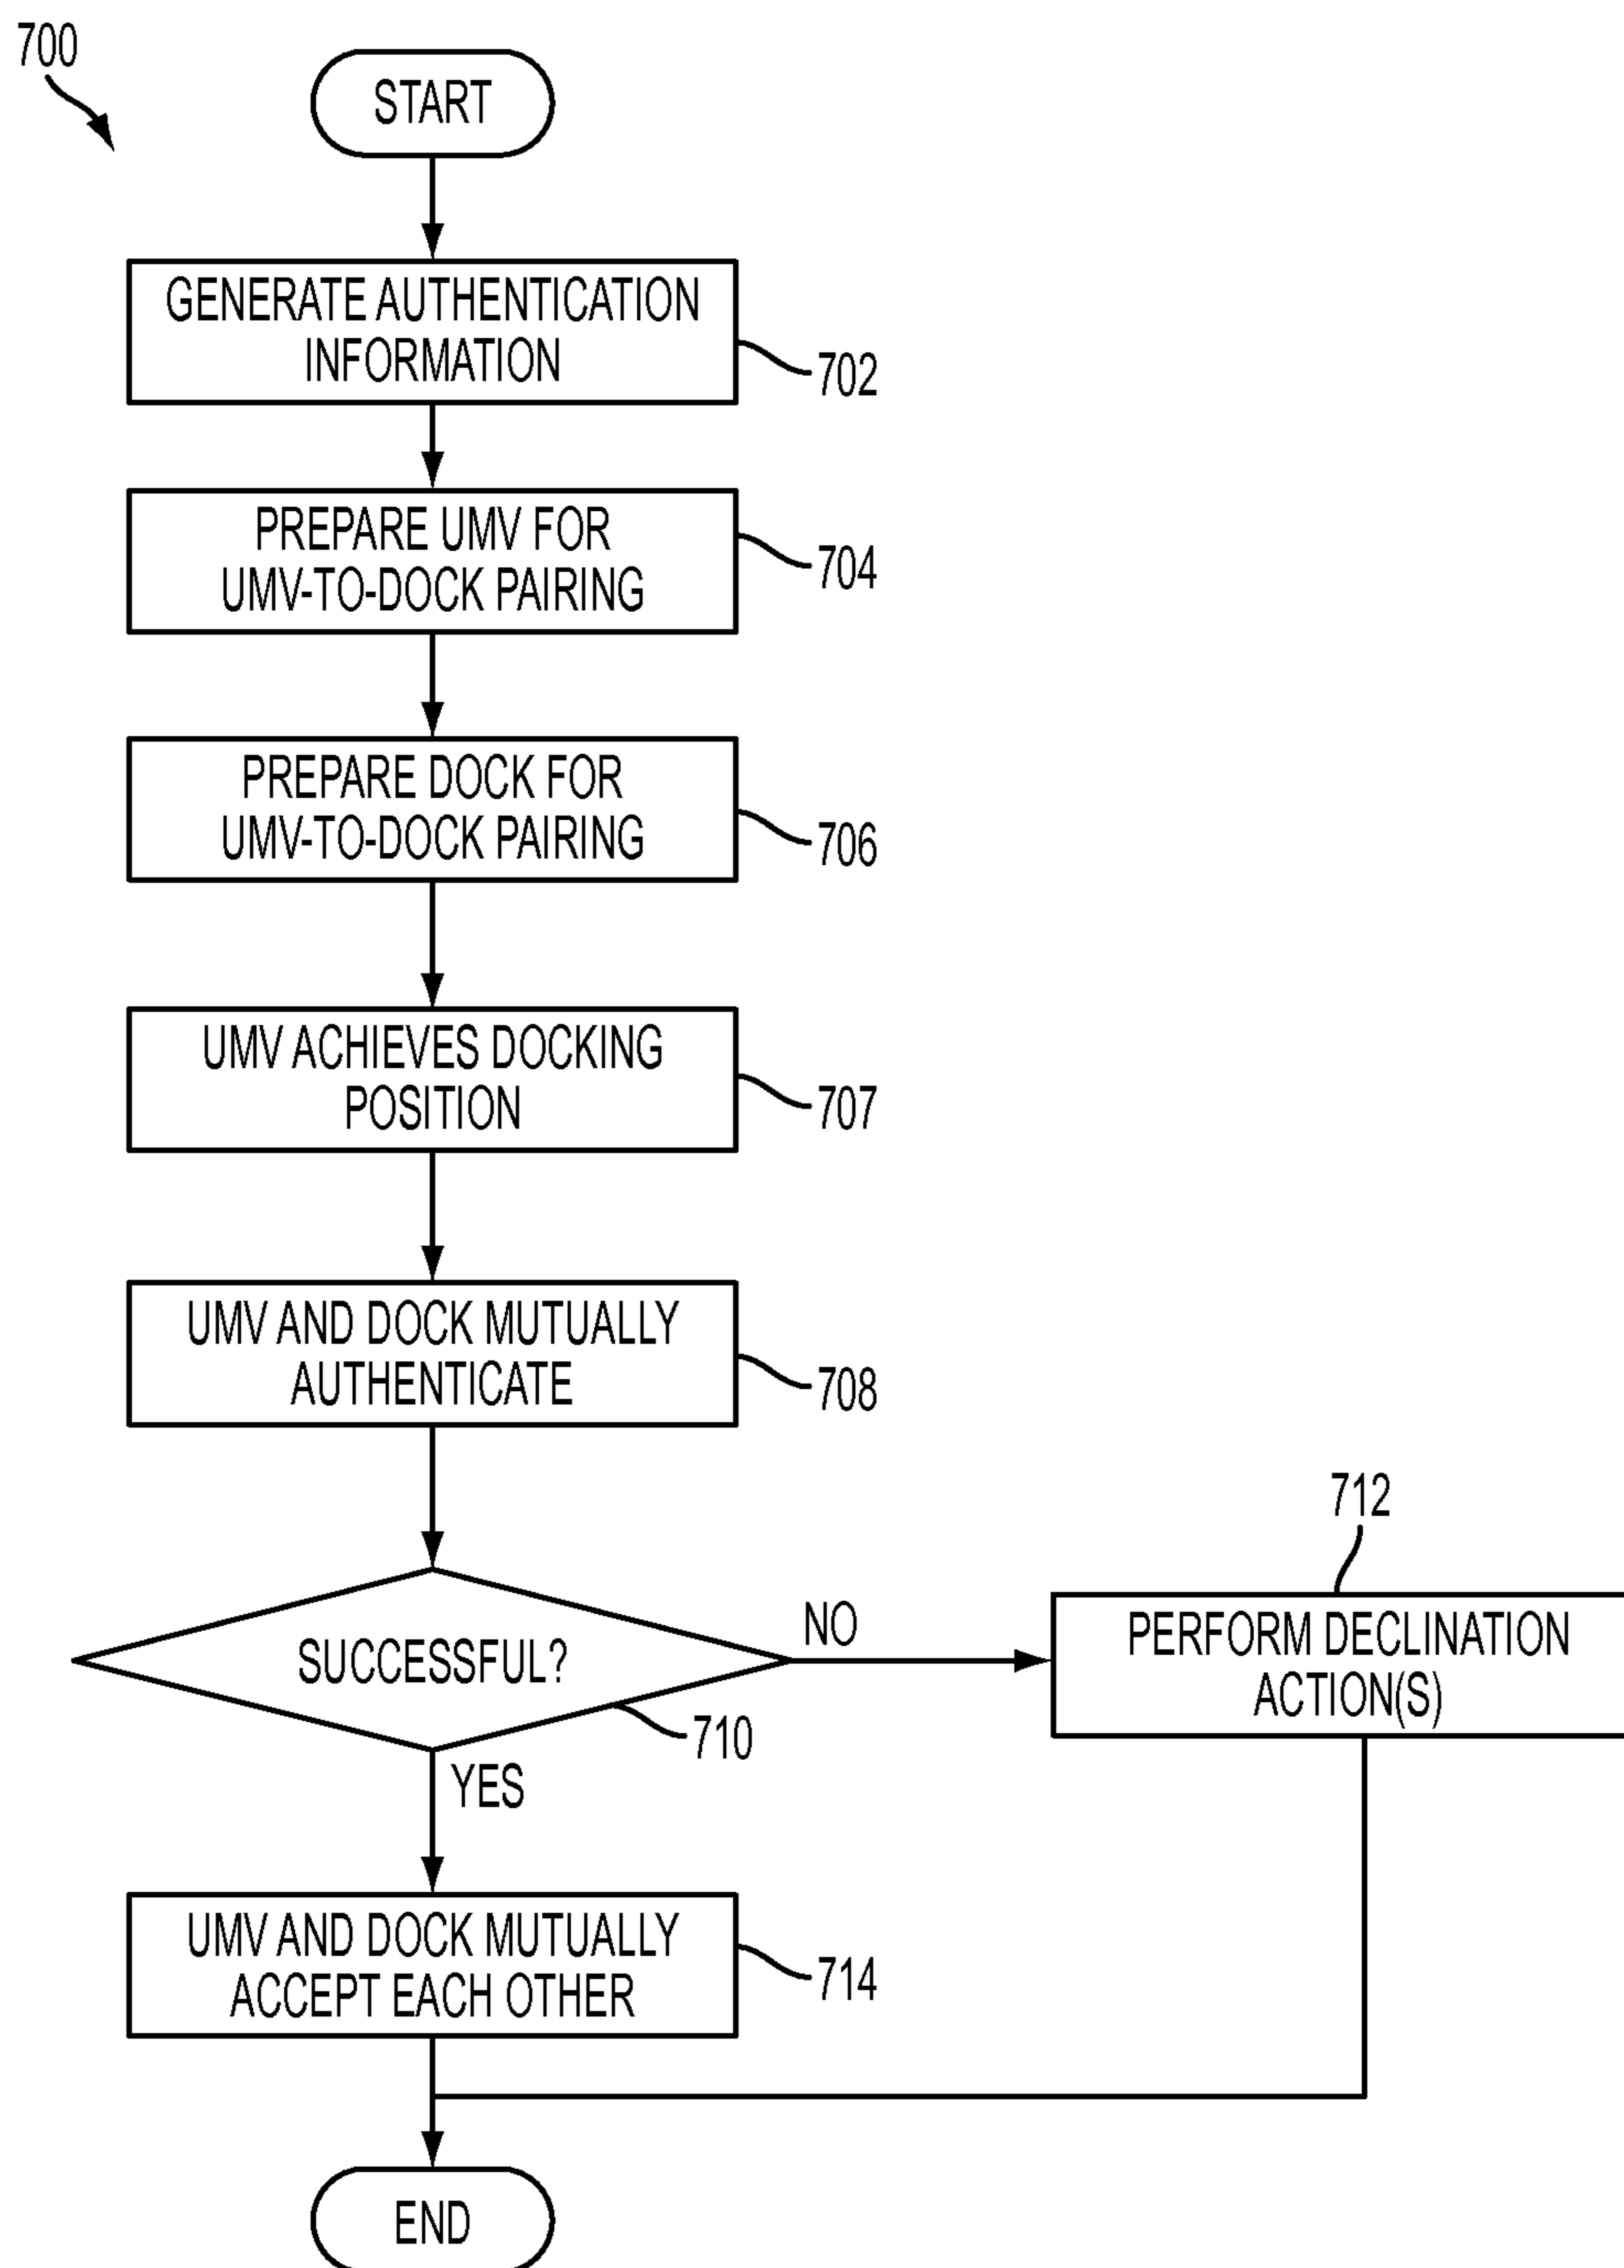 700
START
GENERATE AUTHENTICATION
INFORMATION
702
PREPARE UMV FOR
UMV-TO-DOCK PAIRING
704
PREPARE DOCK FOR
UMV-TO-DOCK PAIRING
706
UMV ACHIEVES DOCKING
POSITION
707
UMV AND DOCK MUTUALLY
AUTHENTICATE
708
SUCCESSFUL?
710
NO
712
PERFORM DECLINATION
ACTION(S)
YES
UMV AND DOCK MUTUALLY
ACCEPT EACH OTHER
714
END